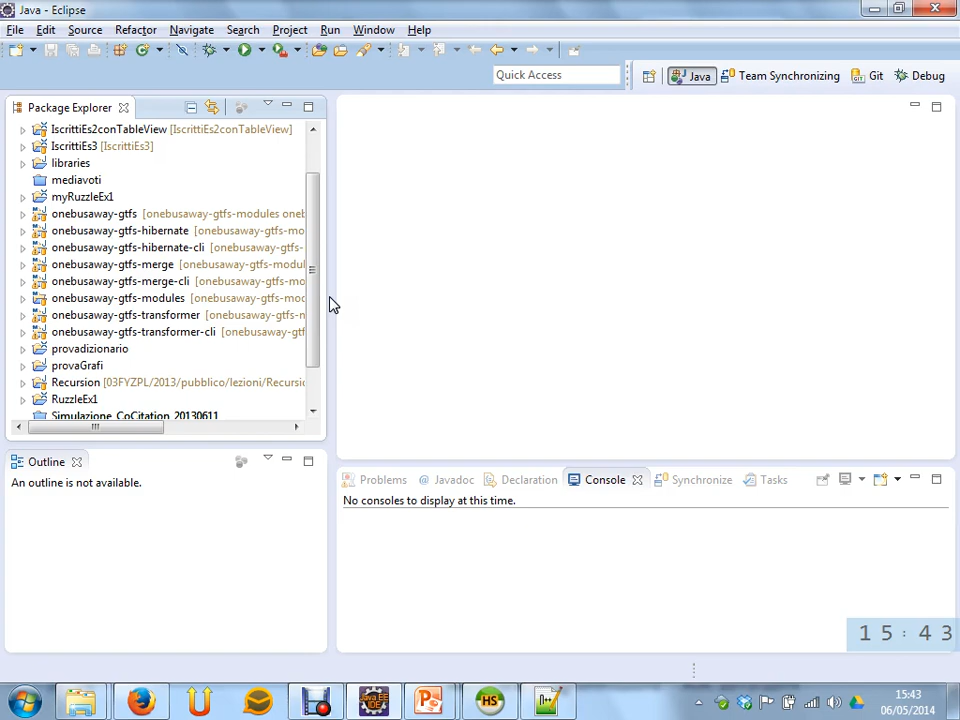 Java - Eclipse
File Edit Source Refactor Navigate Search Project Run Window Help
Quick Access
Java Team Synchronizing Git Debug
Package Explorer
IscrittiEs2conTableView [IscrittiEs2conTableView]
IscrittiEs3 [IscrittiEs3]
libraries
mediavoti
myRuzzleEx1
onebusaway-gtfs [onebusaway-gtfs-modules oneb
onebusaway-gtfs-hibernate [onebusaway-gtfs-mo
onebusaway-gtfs-hibernate-cli [onebusaway-gtfs-
onebusaway-gtfs-merge [onebusaway-gtfs-modul
onebusaway-gtfs-merge-cli [onebusaway-gtfs-mo
onebusaway-gtfs-modules [onebusaway-gtfs-moc
onebusaway-gtfs-transformer [onebusaway-gtfs-n
onebusaway-gtfs-transformer-cli [onebusaway-gtf
provadizionario
provaGrafi
Recursion [03FYZPL/2013/pubblico/lezioni/Recursic
RuzzleEx1
Simulazione_CoCitation_20130611
Outline
An outline is not available.
Problems Javadoc Declaration Console Synchronize Tasks
No consoles to display at this time.
15:43
15:43
06/05/2014